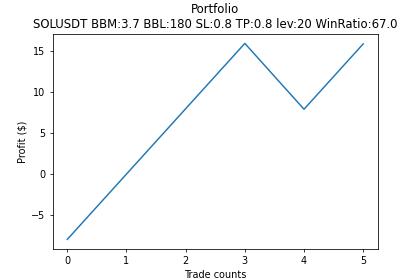 Portfolio
SOLUSDT BBM:3.7 BBL:180 SL:0.8 TP:0.8 lev:20 WinRatio:67.0
15
10
5
0
−5
Profit ($)
0 1 2 3 4 5
Trade counts